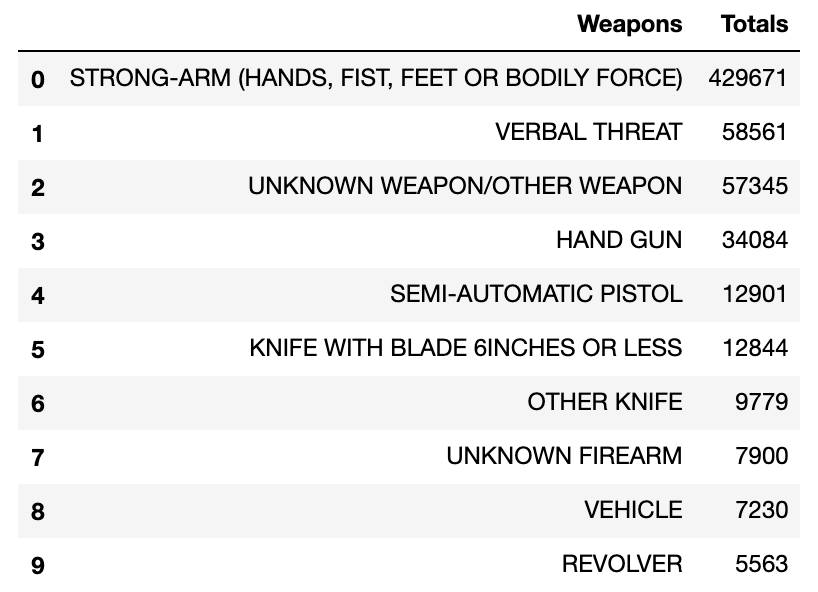 Weapons Totals
0 STRONG-ARM (HANDS, FIST, FEET OR BODILY FORCE) 429671
1 VERBAL THREAT 58561
2 UNKNOWN WEAPON/OTHER WEAPON 57345
3 HAND GUN 34084
4 SEMI-AUTOMATIC PISTOL 12901
5 KNIFE WITH BLADE 6INCHES OR LESS 12844
6 OTHER KNIFE 9779
7 UNKNOWN FIREARM 7900
8 VEHICLE 7230
9 REVOLVER 5563